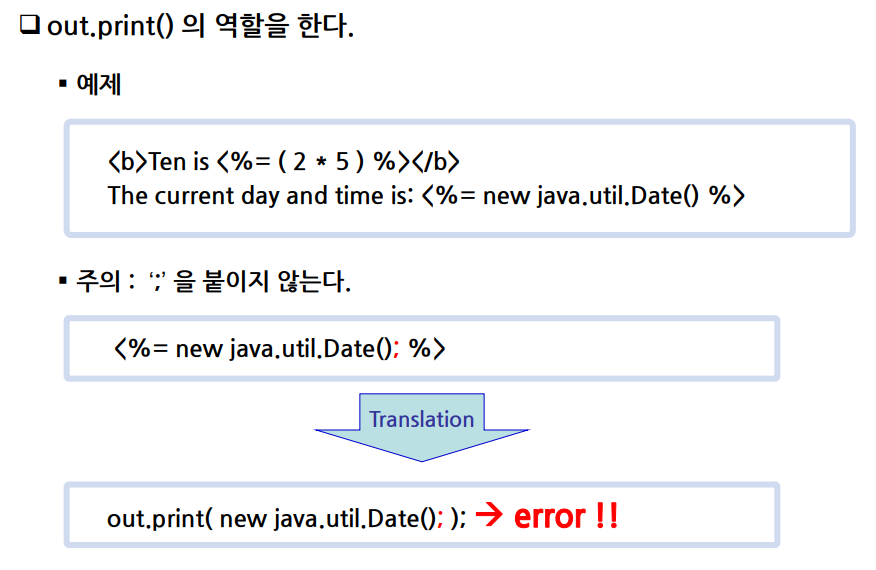 ❑ out.print() 의 역할을 한다.
▪ 예제
<b>Ten is <%= ( 2 * 5 ) %></b>
The current day and time is: <%= new java.util.Date() %>
▪ 주의 : ‘;’ 을 붙이지 않는다.
<%= new java.util.Date(); %>
Translation
out.print( new java.util.Date(); ); → error !!